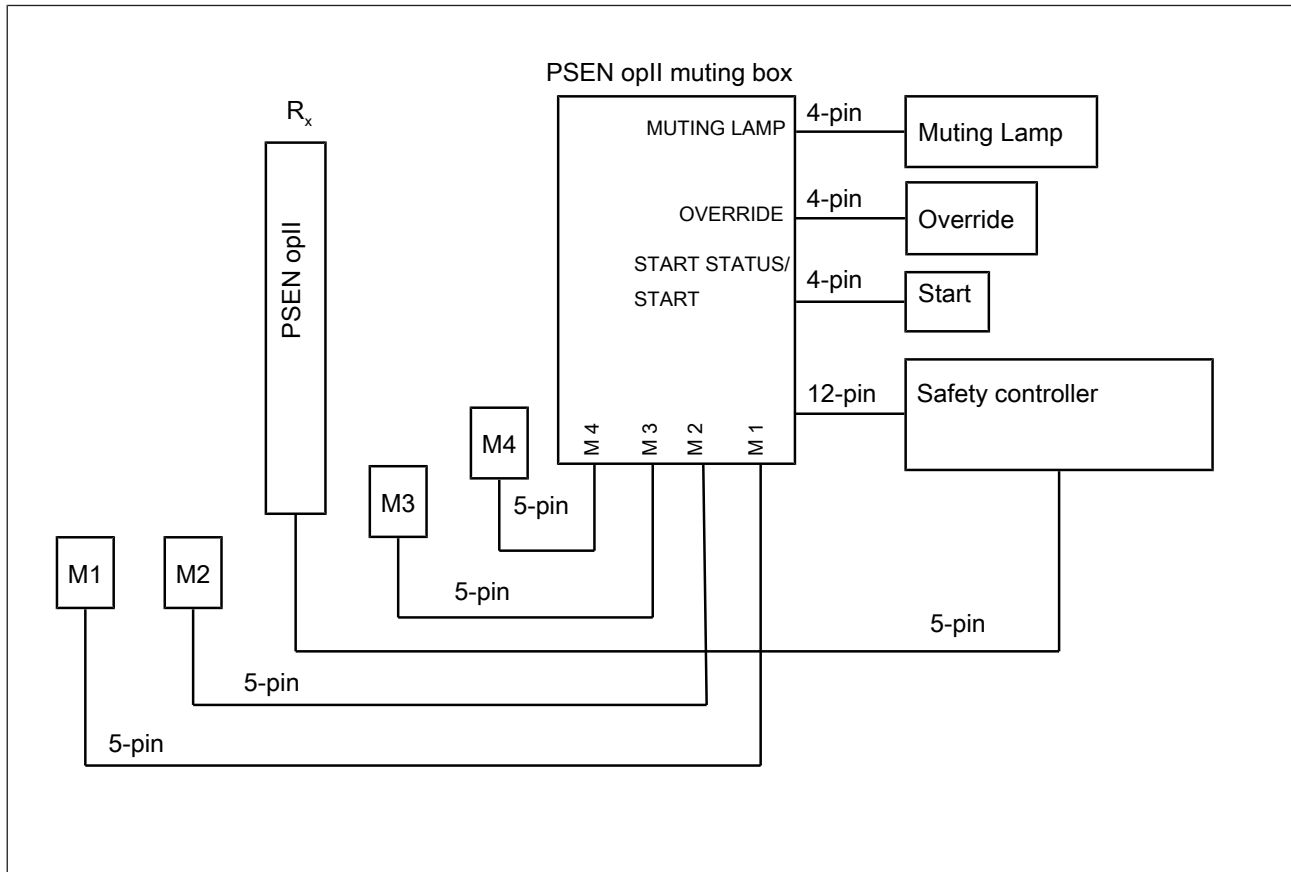 PSEN opII muting box
Rx
PSEN opII
MUTING LAMP
4-pin
Muting Lamp
OVERRIDE
4-pin
Override
START STATUS/
START
4-pin
Start
12-pin
Safety controller
M 4
M 3
M 2
M 1
M4
5-pin
M3
5-pin
M1
M2
5-pin
5-pin
5-pin